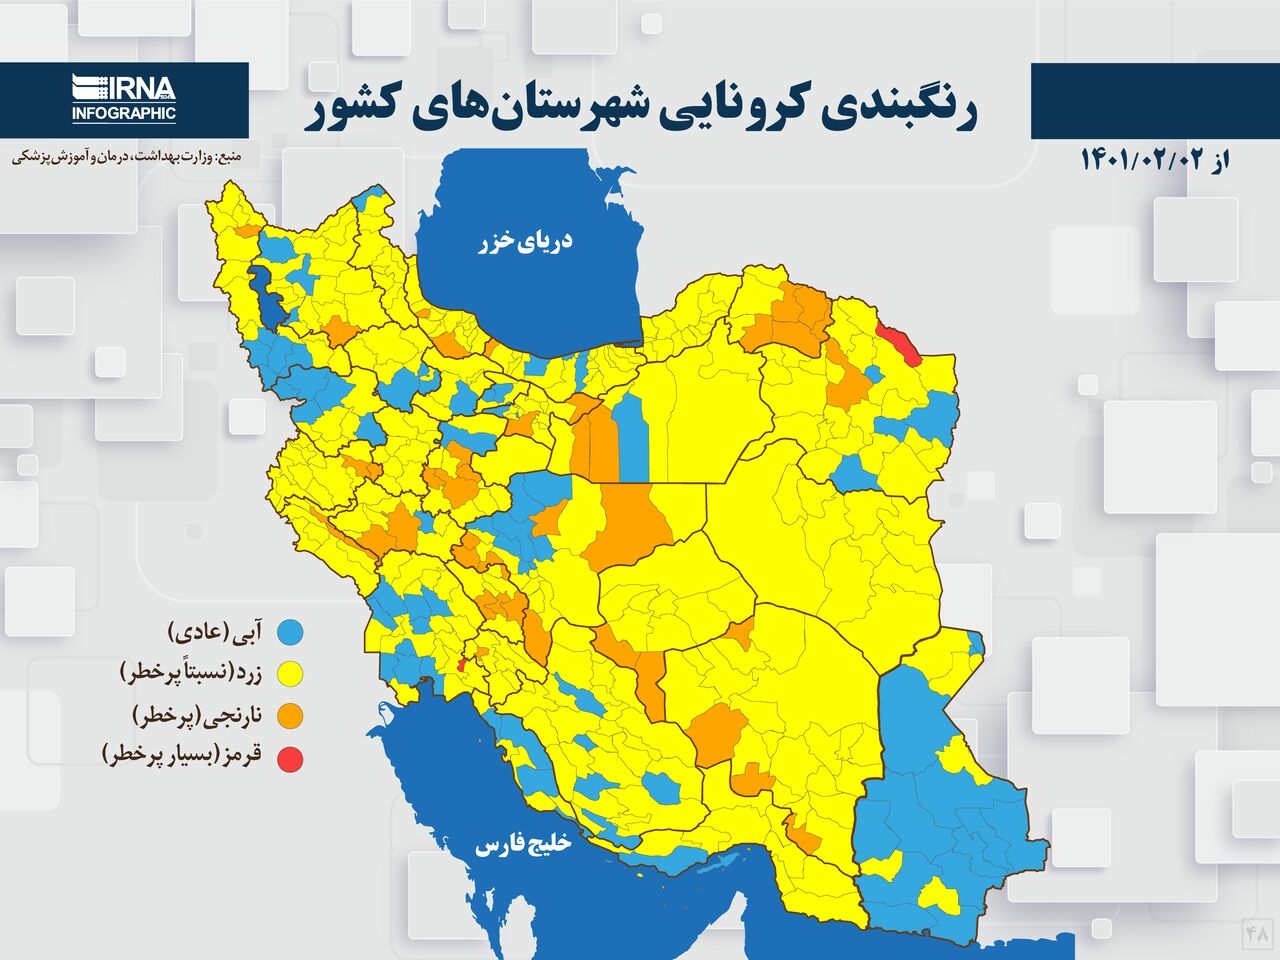 IRNA
INFOGRAPHIC
رنگبندی کرونایی شهرستان‌های کشور
منبع: وزارت بهداشت، درمان و آموزش پزشکی
از ۱۴۰۱/۰۲/۰۲
دریای خزر
آبی (عادی)
زرد (نسبتاً پرخطر)
نارنجی (پرخطر)
قرمز (بسیار پرخطر)
خلیج فارس
۴۸